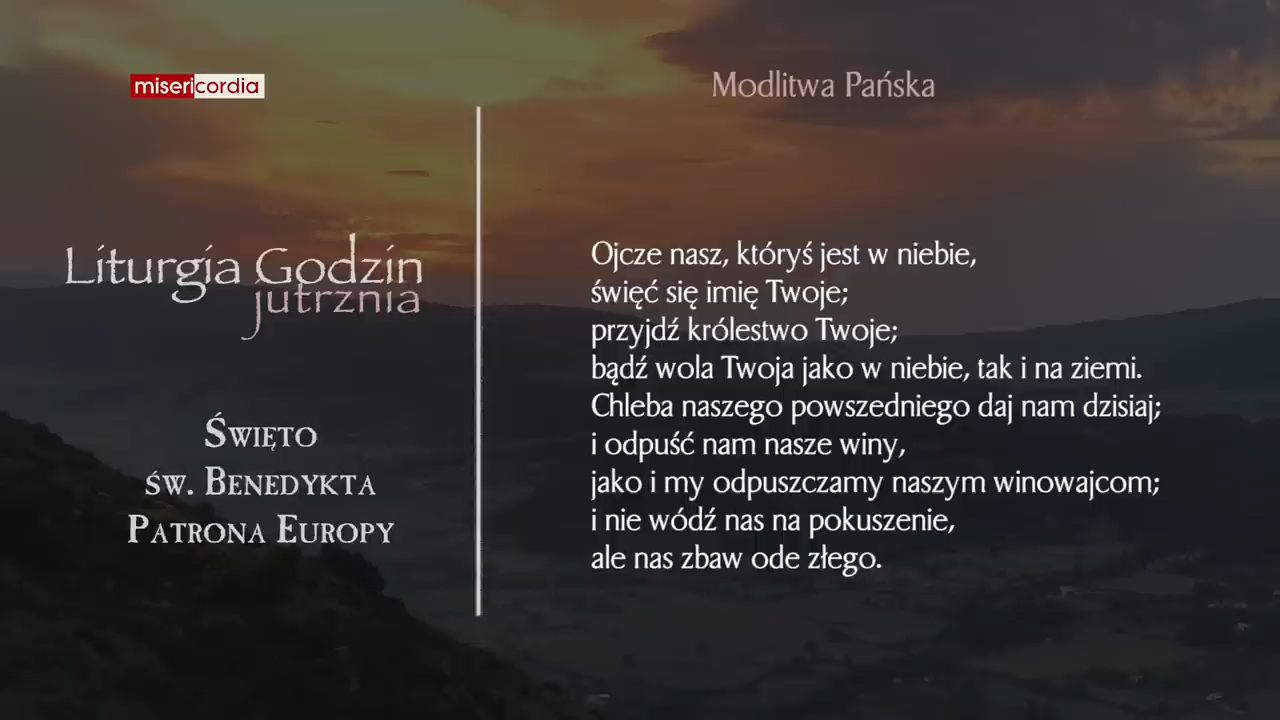 misericordia
Liturgia Godzin
jutrznia
Święto
św. Benedykta
Patrona Europy
Modlitwa Pańska
Ojcze nasz, któryś jest w niebie,
święć się imię Twoje;
przyjdź królestwo Twoje;
bądź wola Twoja jako w niebie, tak i na ziemi.
Chleba naszego powszedniego daj nam dzisiaj;
i odpuść nam nasze winy,
jako i my odpuszczamy naszym winowajcom;
i nie wódź nas na pokuszenie,
ale nas zbaw ode złego.